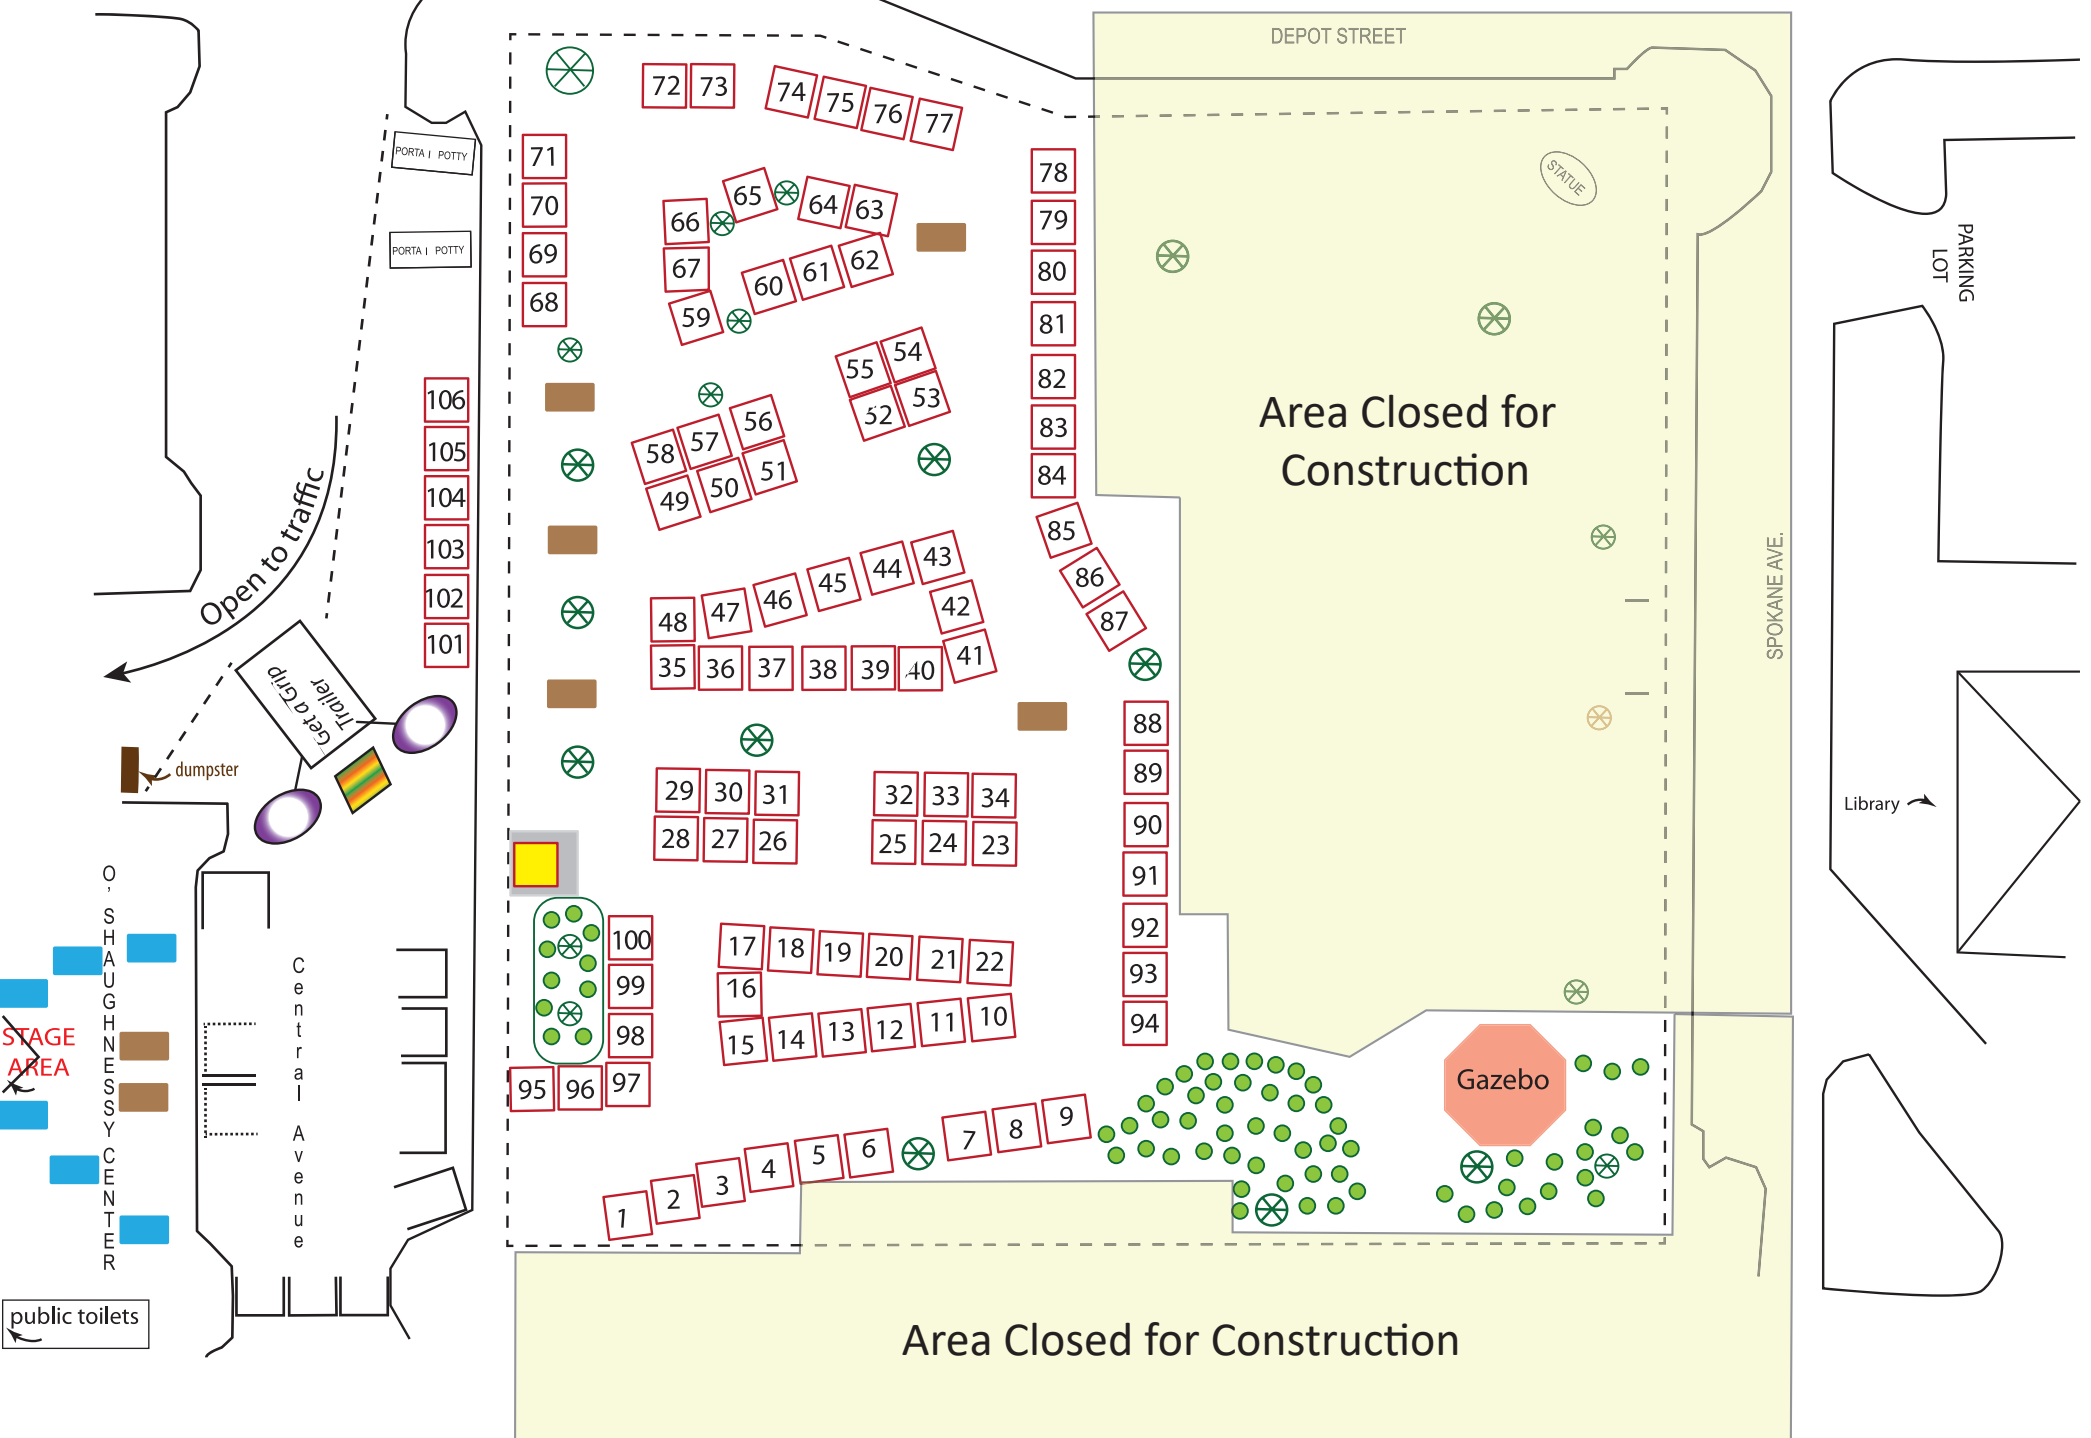 DEPOT STREET
72 73 74 75 76 77
PORTA POTTY
PORTA POTTY
71
70
69
68
78
79
80
81
82
83
84
85
86
87
88
89
90
91
92
93
94
STATUE
66 65 64 63
67 60 61 62
59
PARKING
LOT
55 54
52 53
58 57 56
49 50 51
106
105
104
103
102
101
Open to traffic
Area Closed for
Construction
SPOKANE AVE.
48 47 46 45 44 43
42
35 36 37 38 39 40 41
Get a Grip
Trailer
dumpster
29 30 31 32 33 34
28 27 26 25 24 23
Library
O'SHAUGHNESSY CENTER
Central Avenue
STAGE
AREA
100
99
98
95 96 97
17 18 19 20 21 22
16
15 14 13 12 11 10
Gazebo
1 2 3 4 5 6 7 8 9
public toilets
Area Closed for Construction